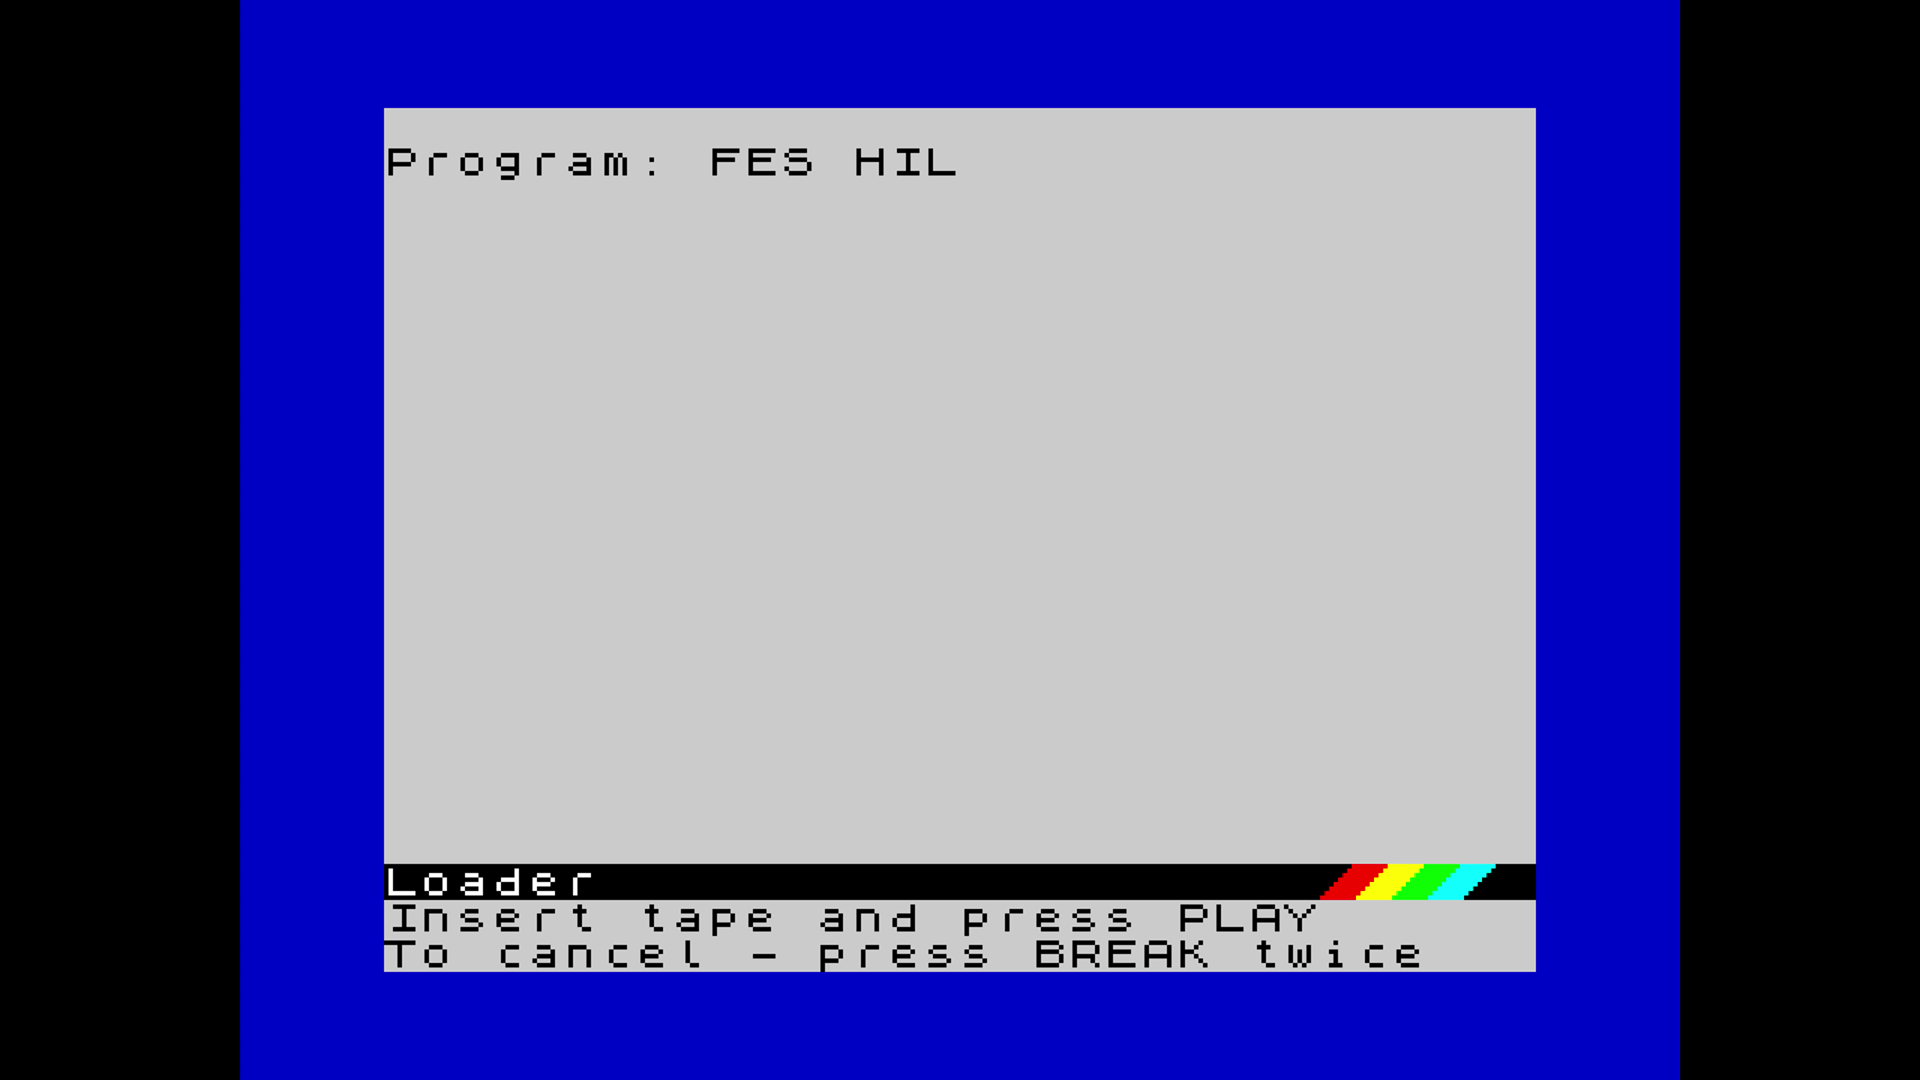 Program: FES HIL
Loader
Insert tape and press PLAY
To cancel - press BREAK twice